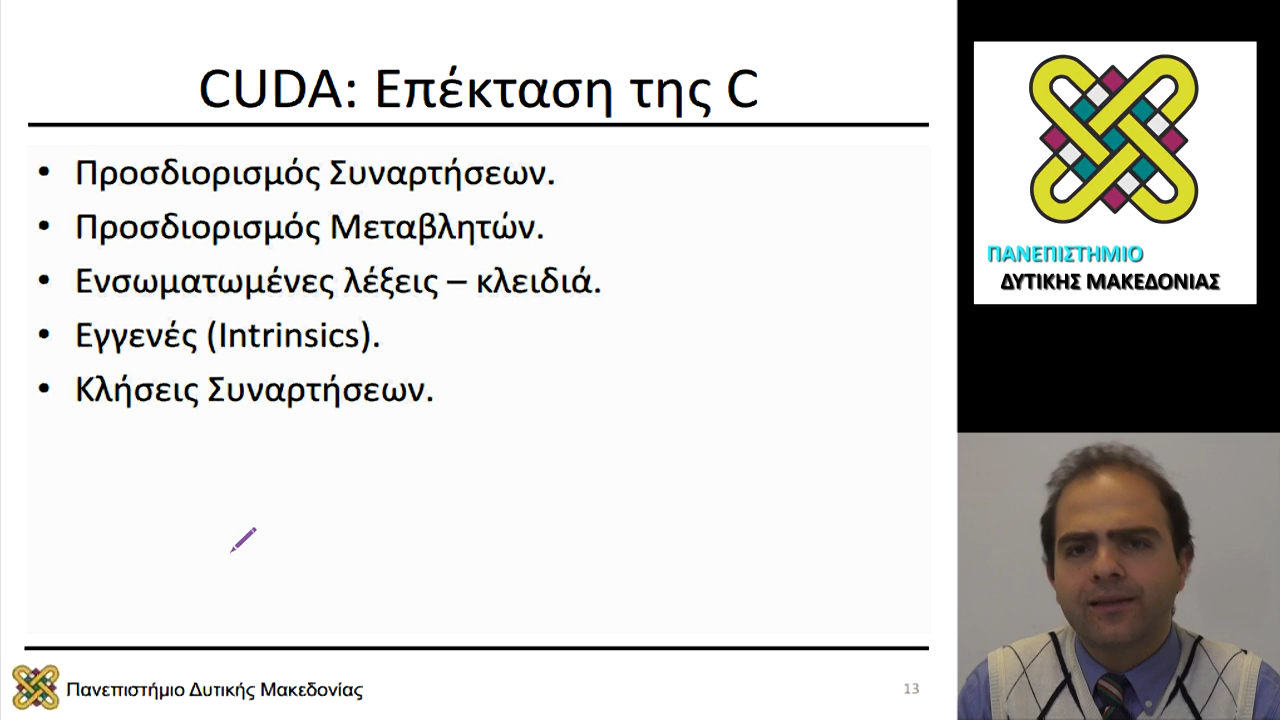 CUDA: Επέκταση της C
• Προσδιορισμός Συναρτήσεων.
• Προσδιορισμός Μεταβλητών.
• Ενσωματωμένες λέξεις – κλειδιά.
• Εγγενές (Intrinsics).
• Κλήσεις Συναρτήσεων.
Πανεπιστήμιο Δυτικής Μακεδονίας
13
ΠΑΝΕΠΙΣΤΗΜΙΟ
ΔΥΤΙΚΗΣ ΜΑΚΕΔΟΝΙΑΣ